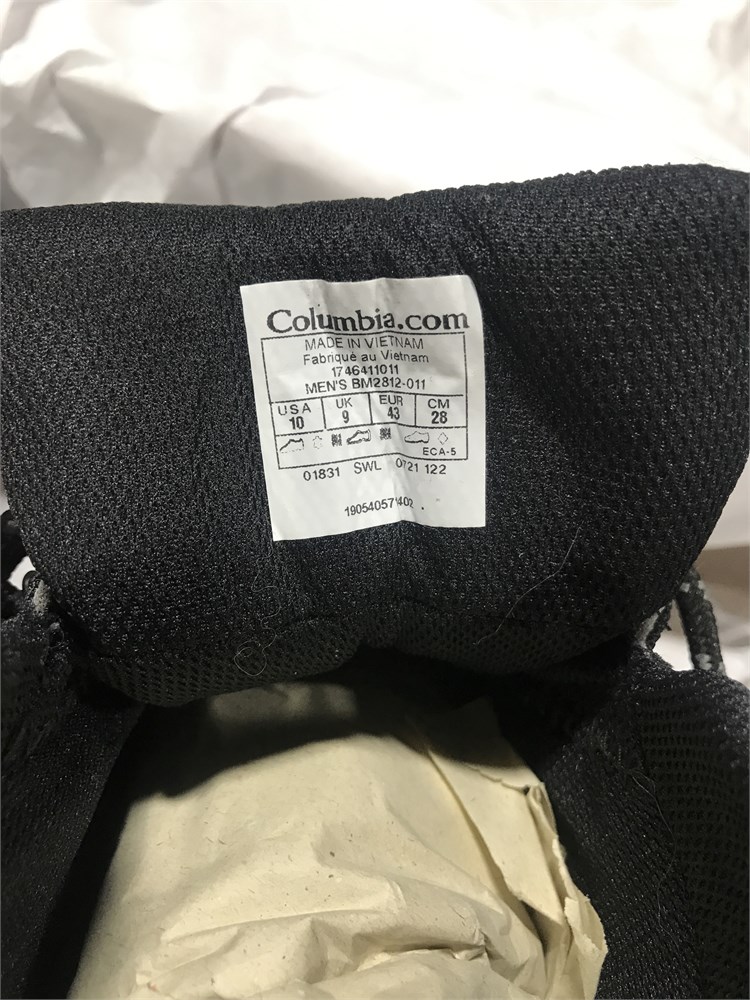 Columbia.com
MADE IN VIETNAM
Fabriqué au Vietnam
1746411011
MEN'S BM2812-011
USA UK EUR CM
10 9 43 28
ECA-5
01831 SWL 0721 122